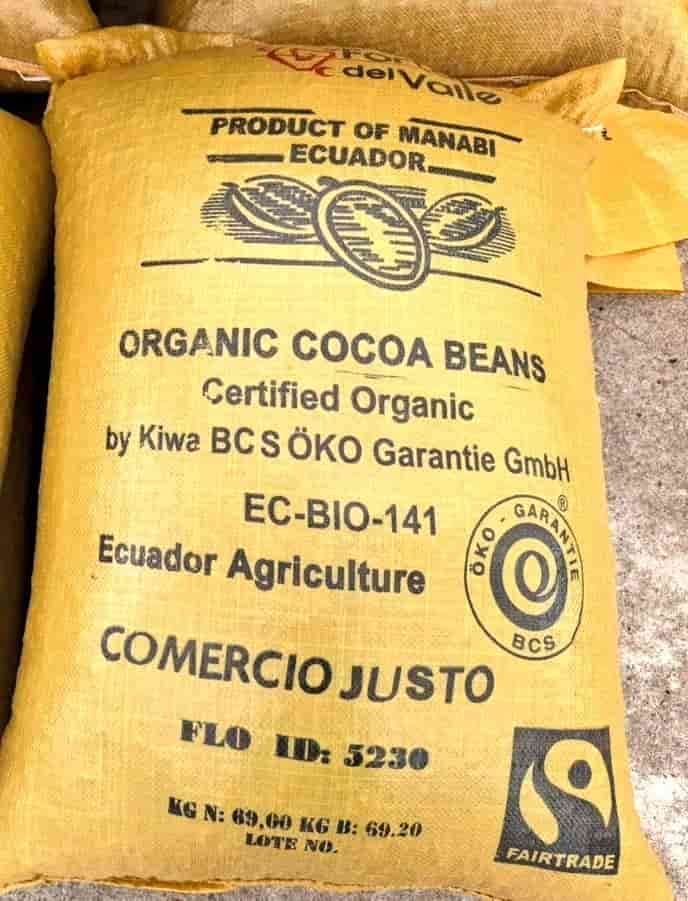 delValle
PRODUCT OF MANABI
ECUADOR
ORGANIC COCOA BEANS
Certified Organic
by Kiwa BCS ÖKO Garantie GmbH
EC-BIO-141
Ecuador Agriculture
ÖKO - GARANTIE ®
BCS
COMERCIO JUSTO
FLO ID: 5230
KG N: 69,00 KG B: 69.20
LOTE NO.
FAIRTRADE